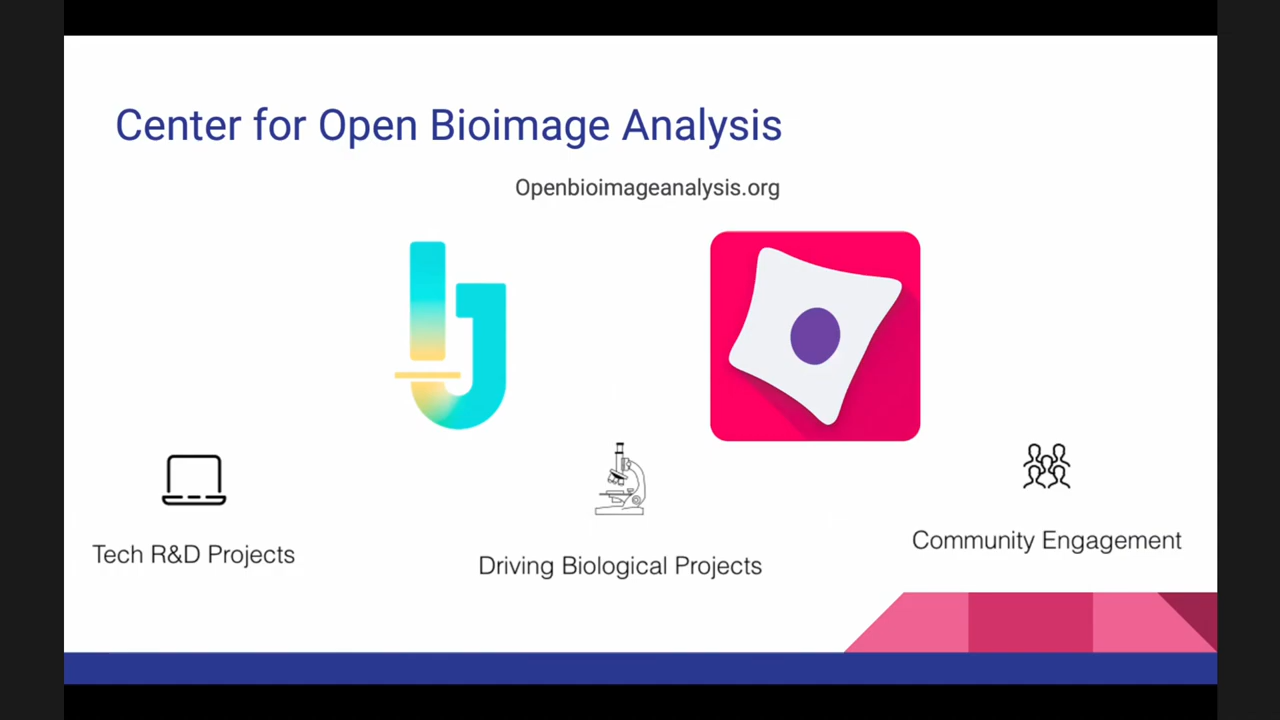 Center for Open Bioimage Analysis
Openbioimageanalysis.org
Tech R&D Projects
Driving Biological Projects
Community Engagement